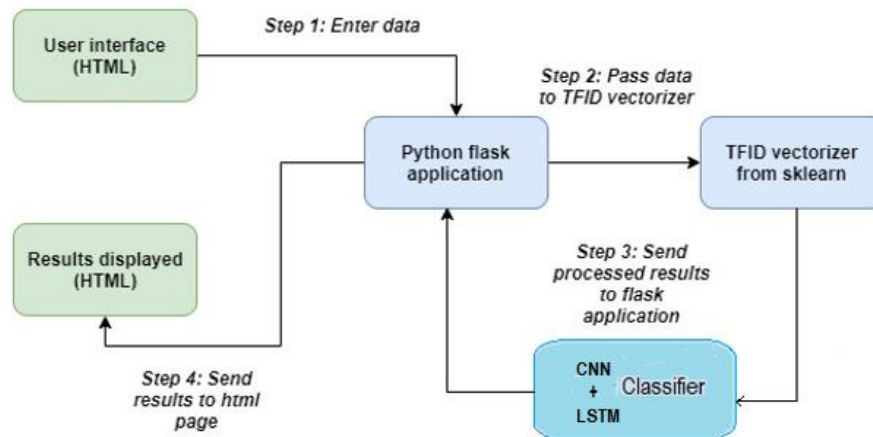 User interface
(HTML)
Step 1: Enter data
Step 2: Pass data
to TFID vectorizer
Python flask
application
TFID vectorizer
from sklearn
Results displayed
(HTML)
Step 3: Send
processed results
to flask
application
CNN
+
LSTM
Classifier
Step 4: Send
results to html
page